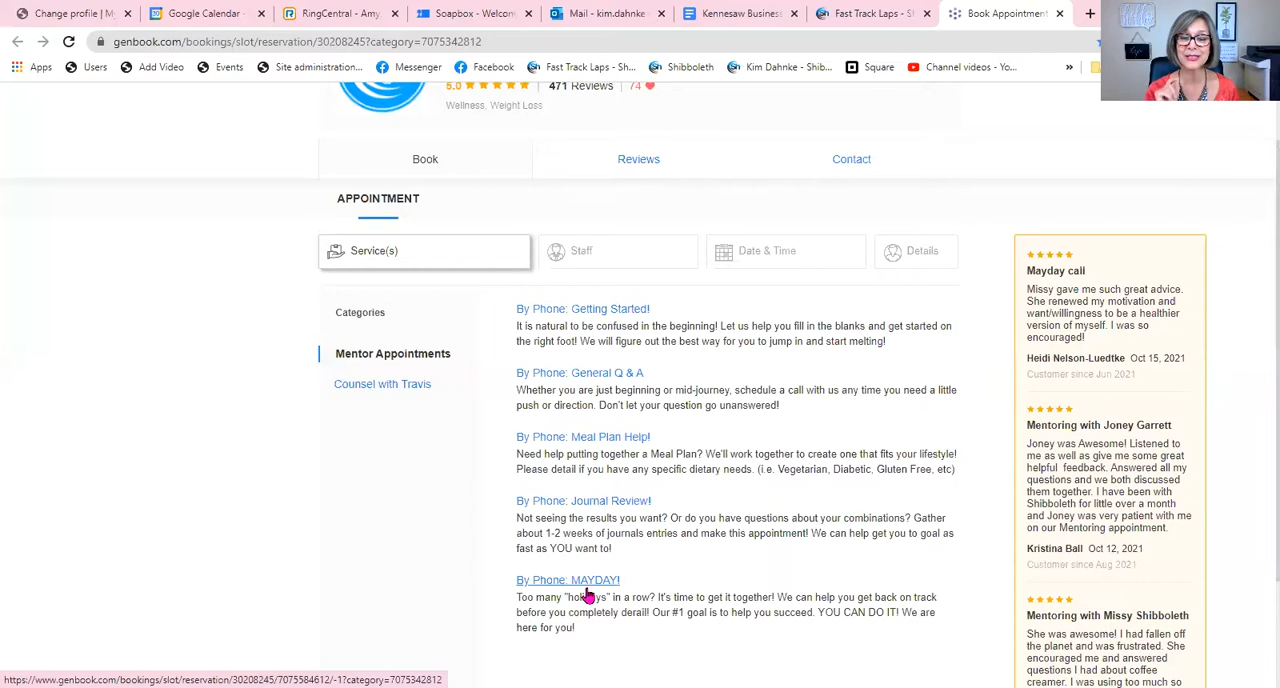 Change profile | My
Google Calendar -
RingCentral - Amy
Soapbox - Welcom
Mail - kim.dahnke
Kennesaw Business
Fast Track Laps - S
Book Appointment
genbook.com/bookings/slot/reservation/30208245?category=7075342812
Apps
Users
Add Video
Events
Site administration...
Messenger
Facebook
Fast Track Laps - Sh...
Shibboleth
Kim Dahnke - Shib...
Square
Channel videos - Yo...
»
5.0 ★★★★★ 471 Reviews | 74
Wellness, Weight Loss
Book
Reviews
Contact
APPOINTMENT
Service(s)
Staff
Date & Time
Details
Categories
Mentor Appointments
Counsel with Travis
By Phone: Getting Started!
It is natural to be confused in the beginning! Let us help you fill in the blanks and get started on
the right foot! We will figure out the best way for you to jump in and start melting!
By Phone: General Q & A
Whether you are just beginning or mid-journey, schedule a call with us any time you need a little
push or direction. Don't let your question go unanswered!
By Phone: Meal Plan Help!
Need help putting together a Meal Plan? We'll work together to create one that fits your lifestyle!
Please detail if you have any specific dietary needs. (i.e. Vegetarian, Diabetic, Gluten Free, etc)
By Phone: Journal Review!
Not seeing the results you want? Or do you have questions about your combinations? Gather
about 1-2 weeks of journals entries and make this appointment! We can help get you to goal as
fast as YOU want to!
By Phone: MAYDAY!
Too many "holidays" in a row? It's time to get it together! We can help you get back on track
before you completely derail! Our #1 goal is to help you succeed. YOU CAN DO IT! We are
here for you!
★★★★★
Mayday call
Missy gave me such great advice.
She renewed my motivation and
want/willingness to be a healthier
version of myself. I was so
encouraged!
Heidi Nelson-Luedtke Oct 15, 2021
Customer since Jun 2021
★★★★★
Mentoring with Joney Garrett
Joney was Awesome! Listened to
me as well as give me some great
helpful feedback. Answered all my
questions and we both discussed
them together. I have been with
Shibboleth for little over a month
and Joney was very patient with me
on our Mentoring appointment.
Kristina Ball Oct 12, 2021
Customer since Aug 2021
★★★★★
Mentoring with Missy Shibboleth
She was awesome! I had fallen off
the planet and was frustrated. She
encouraged me and answered
questions I had about coffee
creamer. I was using too much so
https://www.genbook.com/bookings/slot/reservation/30208245/7075584612/-1?category=7075342812